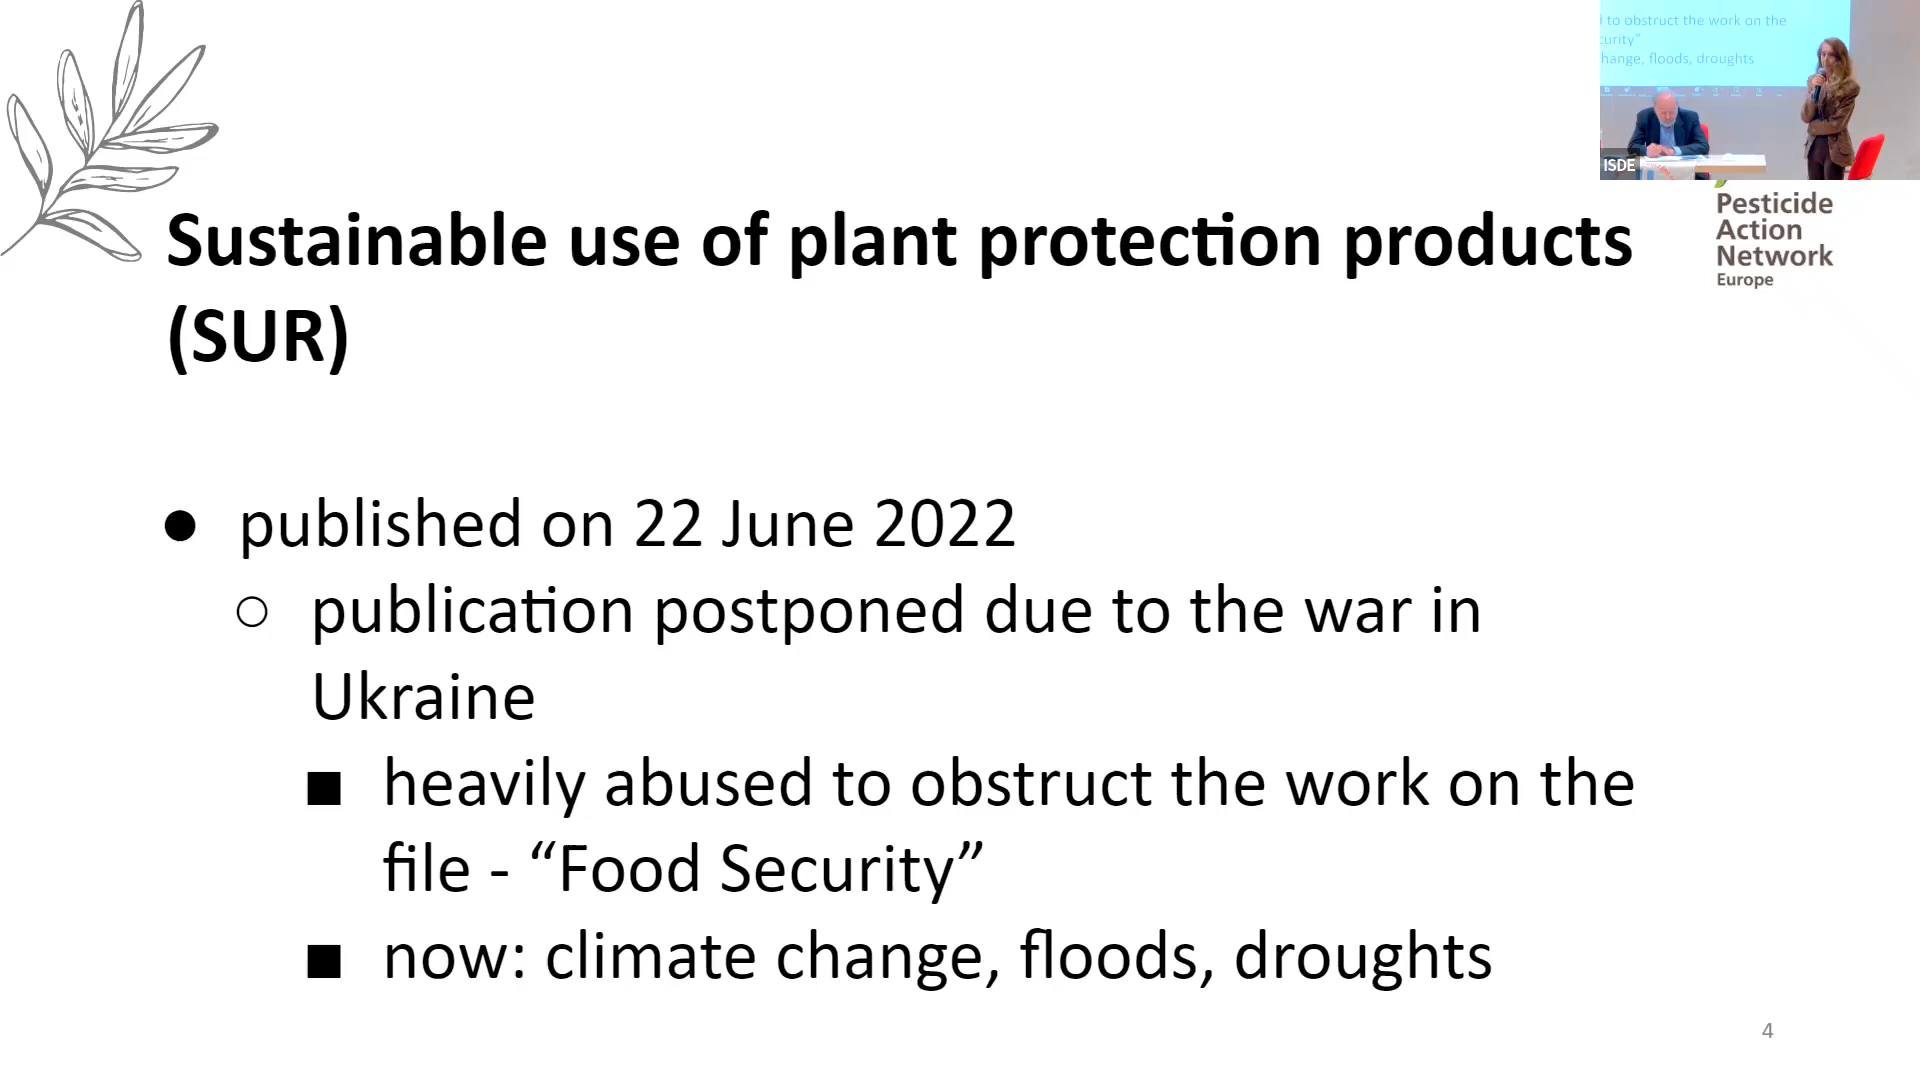 to obstruct the work on the
curity”
hange, floods, droughts
ISDE
Pesticide
Action
Network
Europe
Sustainable use of plant protection products
(SUR)
● published on 22 June 2022
○ publication postponed due to the war in
Ukraine
■ heavily abused to obstruct the work on the
file - “Food Security”
■ now: climate change, floods, droughts
4